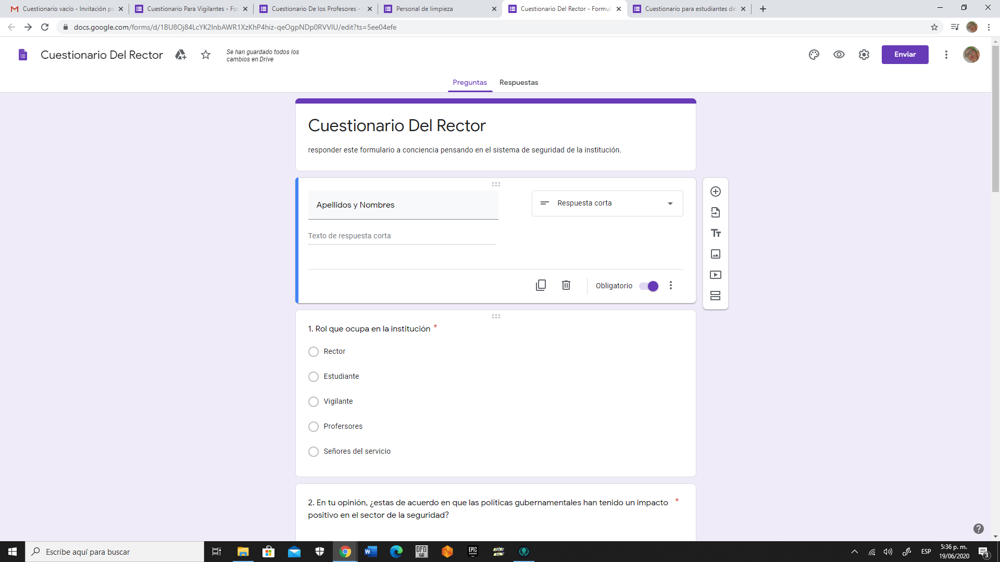 Cuestionario vacío - Invitación pa
Cuestionario Para Vigilantes - For
Cuestionario De los Profesores -
Personal de limpieza
Cuestionario Del Rector - Formul
Cuestionario para estudiantes de
docs.google.com/forms/d/1BU8Oj84LcYK2InbAWR1XzKhP4hiz-qeOgpNDp0RVVlU/edit?ts=5ee04efe
Cuestionario Del Rector
Se han guardado todos los
cambios en Drive
Enviar
Preguntas
Respuestas
Cuestionario Del Rector
responder este formulario a conciencia pensando en el sistema de seguridad de la institución.
Apellidos y Nombres
Respuesta corta
Texto de respuesta corta
Obligatorio
1. Rol que ocupa en la institución *
Rector
Estudiante
Vigilante
Profersores
Señores del servicio
2. En tu opinión, ¿estas de acuerdo en que las políticas gubernamentales han tenido un impacto *
positivo en el sector de la seguridad?
Escribe aquí para buscar
EPIC
GAMES
ESP
5:36 p. m.
19/06/2020
3